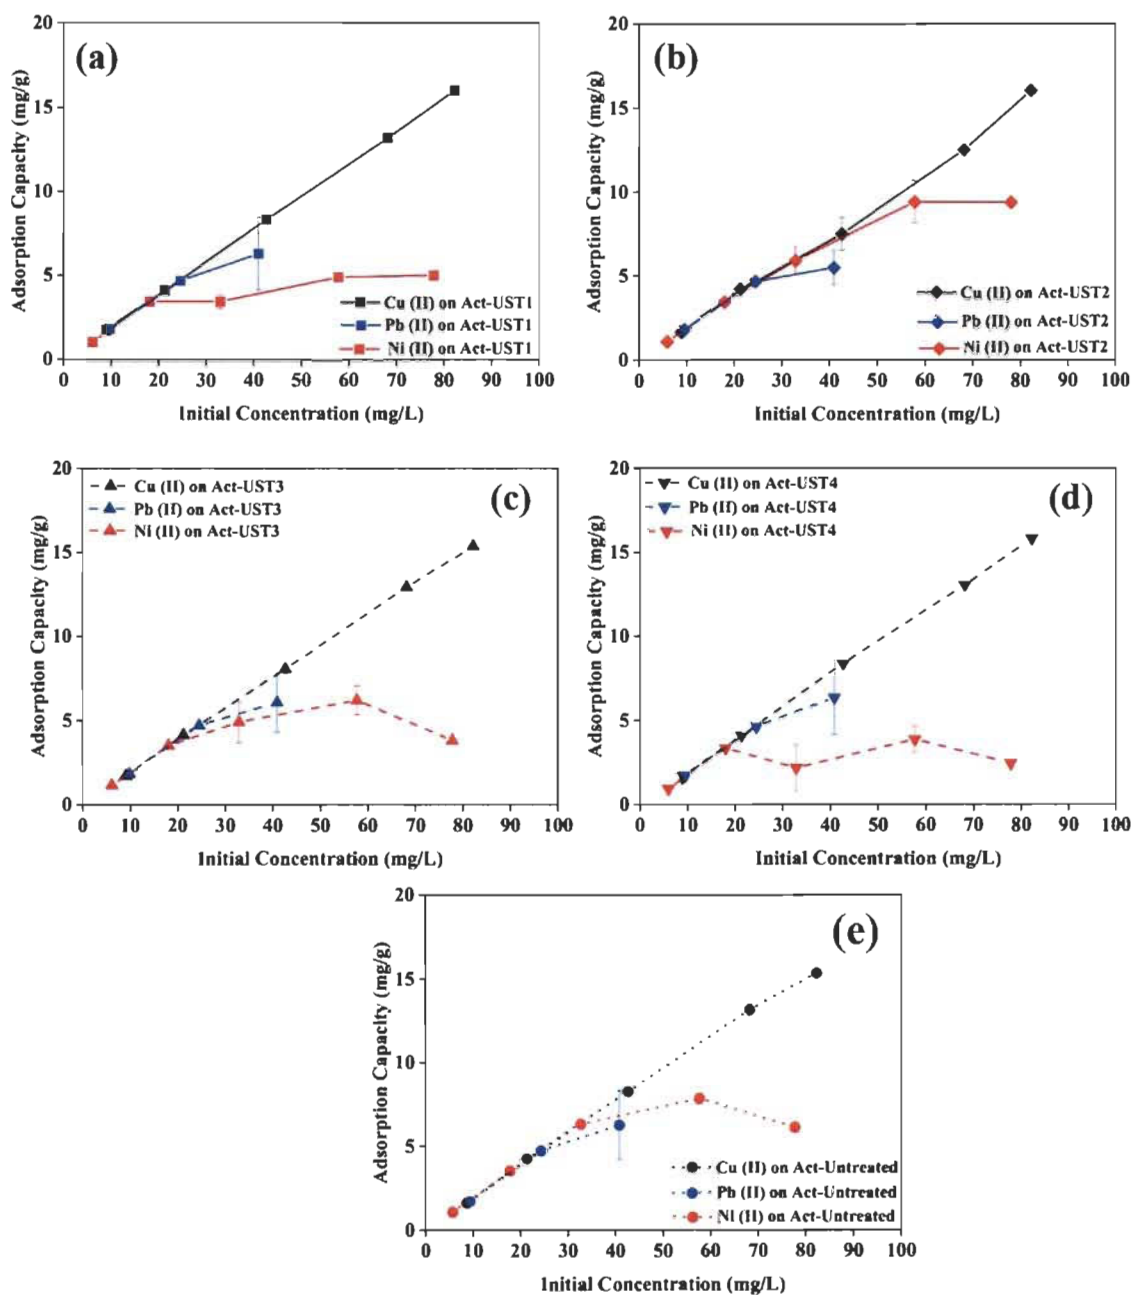 (a)
Adsorption Capacity (mg/g)
20
15
10
5
0
Cu (II) on Act-UST1
Pb (II) on Act-UST1
Ni (II) on Act-UST1
0 10 20 30 40 50 60 70 80 90 100
Initial Concentration (mg/L)
(b)
Adsorption Capacity (mg/g)
20
15
10
5
0
Cu (II) on Act-UST2
Pb (II) on Act-UST2
Ni (II) on Act-UST2
0 10 20 30 40 50 60 70 80 90 100
Initial Concentration (mg/L)
(c)
Adsorption Capacity (mg/g)
20
15
10
5
0
Cu (II) on Act-UST3
Pb (II) on Act-UST3
Ni (II) on Act-UST3
0 10 20 30 40 50 60 70 80 90 100
Initial Concentration (mg/L)
(d)
Adsorption Capacity (mg/g)
20
15
10
5
0
Cu (II) on Act-UST4
Pb (II) on Act-UST4
Ni (II) on Act-UST4
0 10 20 30 40 50 60 70 80 90 100
Initial Concentration (mg/L)
(e)
Adsorption Capacity (mg/g)
20
15
10
5
0
Cu (II) on Act-Untreated
Pb (II) on Act-Untreated
Ni (II) on Act-Untreated
0 10 20 30 40 50 60 70 80 90 100
Initial Concentration (mg/L)